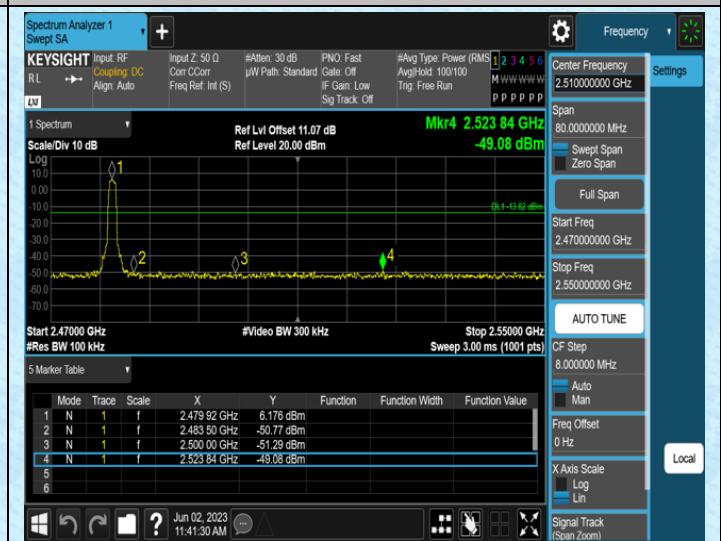 Spectrum Analyzer 1
Swept SA
Frequency
KEYSIGHT
RL
LXI
Input: RF
Coupling: DC
Align: Auto
Input Z: 50 Ω
Corr CCorr
Freq Ref: Int (S)
#Atten: 30 dB
µW Path: Standard
PNO: Fast
Gate: Off
IF Gain: Low
Sig Track: Off
#Avg Type: Power (RMS
Avg|Hold: 100/100
Trig: Free Run
1 2 3 4 5 6
M W W W W W
P P P P P P
1 Spectrum
Scale/Div 10 dB
Ref Lvl Offset 11.07 dB
Ref Level 20.00 dBm
Mkr4 2.523 84 GHz
-49.08 dBm
Log
10.0
0.00
-10.0
-20.0
-30.0
-40.0
-50.0
-60.0
-70.0
1
2
3
4
DL1 -13.82 dBm
Start 2.47000 GHz
#Res BW 100 kHz
#Video BW 300 kHz
Stop 2.55000 GHz
Sweep 3.00 ms (1001 pts)
5 Marker Table
Mode Trace Scale X Y Function Function Width Function Value
1 N 1 f 2.479 92 GHz 6.176 dBm
2 N 1 f 2.483 50 GHz -50.77 dBm
3 N 1 f 2.500 00 GHz -51.29 dBm
4 N 1 f 2.523 84 GHz -49.08 dBm
5
6
Jun 02, 2023
11:41:30 AM
?
Center Frequency
2.510000000 GHz
Settings
Span
80.0000000 MHz
Swept Span
Zero Span
Full Span
Start Freq
2.470000000 GHz
Stop Freq
2.550000000 GHz
AUTO TUNE
CF Step
8.000000 MHz
Auto
Man
Freq Offset
0 Hz
Local
X Axis Scale
Log
Lin
Signal Track
(Span Zoom)